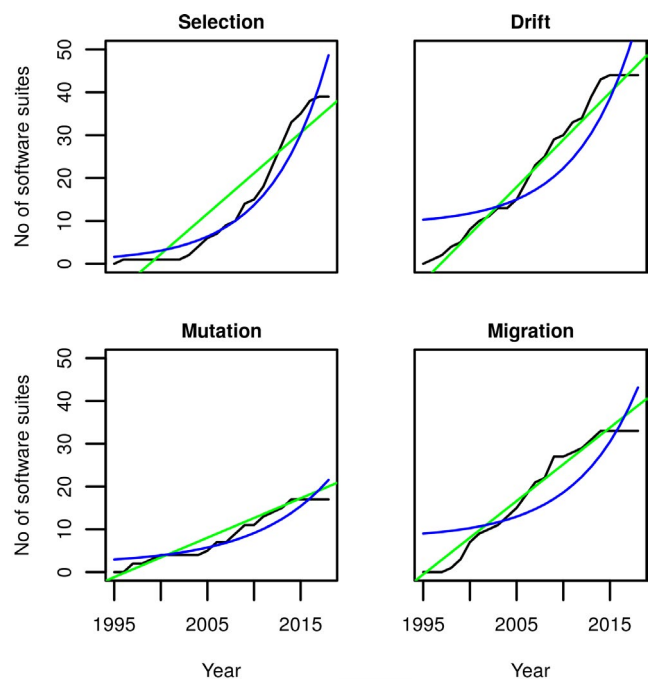 Selection
Drift
No of software suites
50
40
30
20
10
0
Mutation
Migration
No of software suites
50
40
30
20
10
0
1995 2005 2015
1995 2005 2015
Year
Year